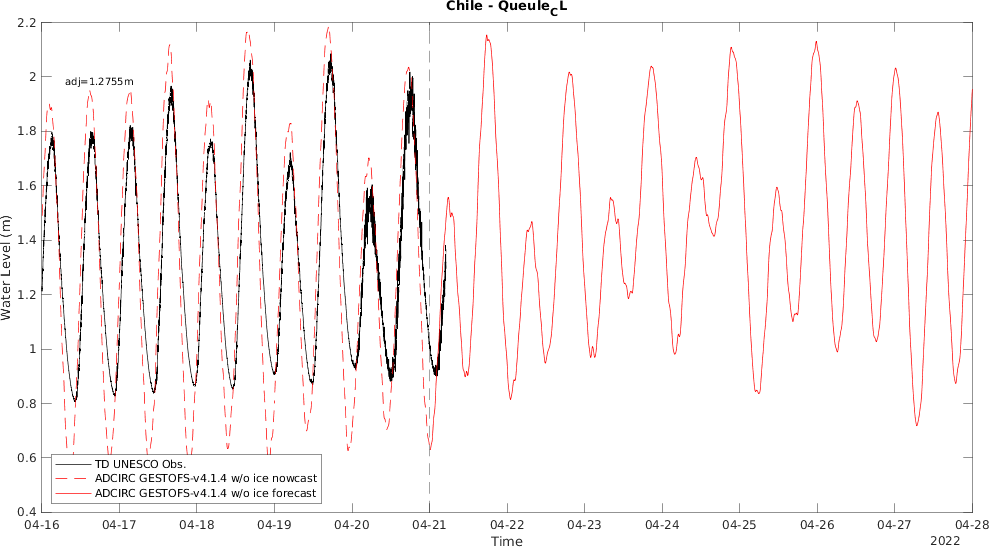 Chile - Queule_CL
adj=1.2755m
Water Level (m)
2.2
2
1.8
1.6
1.4
1.2
1
0.8
0.6
0.4
TD UNESCO Obs.
ADCIRC GESTOFS-v4.1.4 w/o ice nowcast
ADCIRC GESTOFS-v4.1.4 w/o ice forecast
04-16 04-17 04-18 04-19 04-20 04-21 04-22 04-23 04-24 04-25 04-26 04-27 04-28
Time
2022